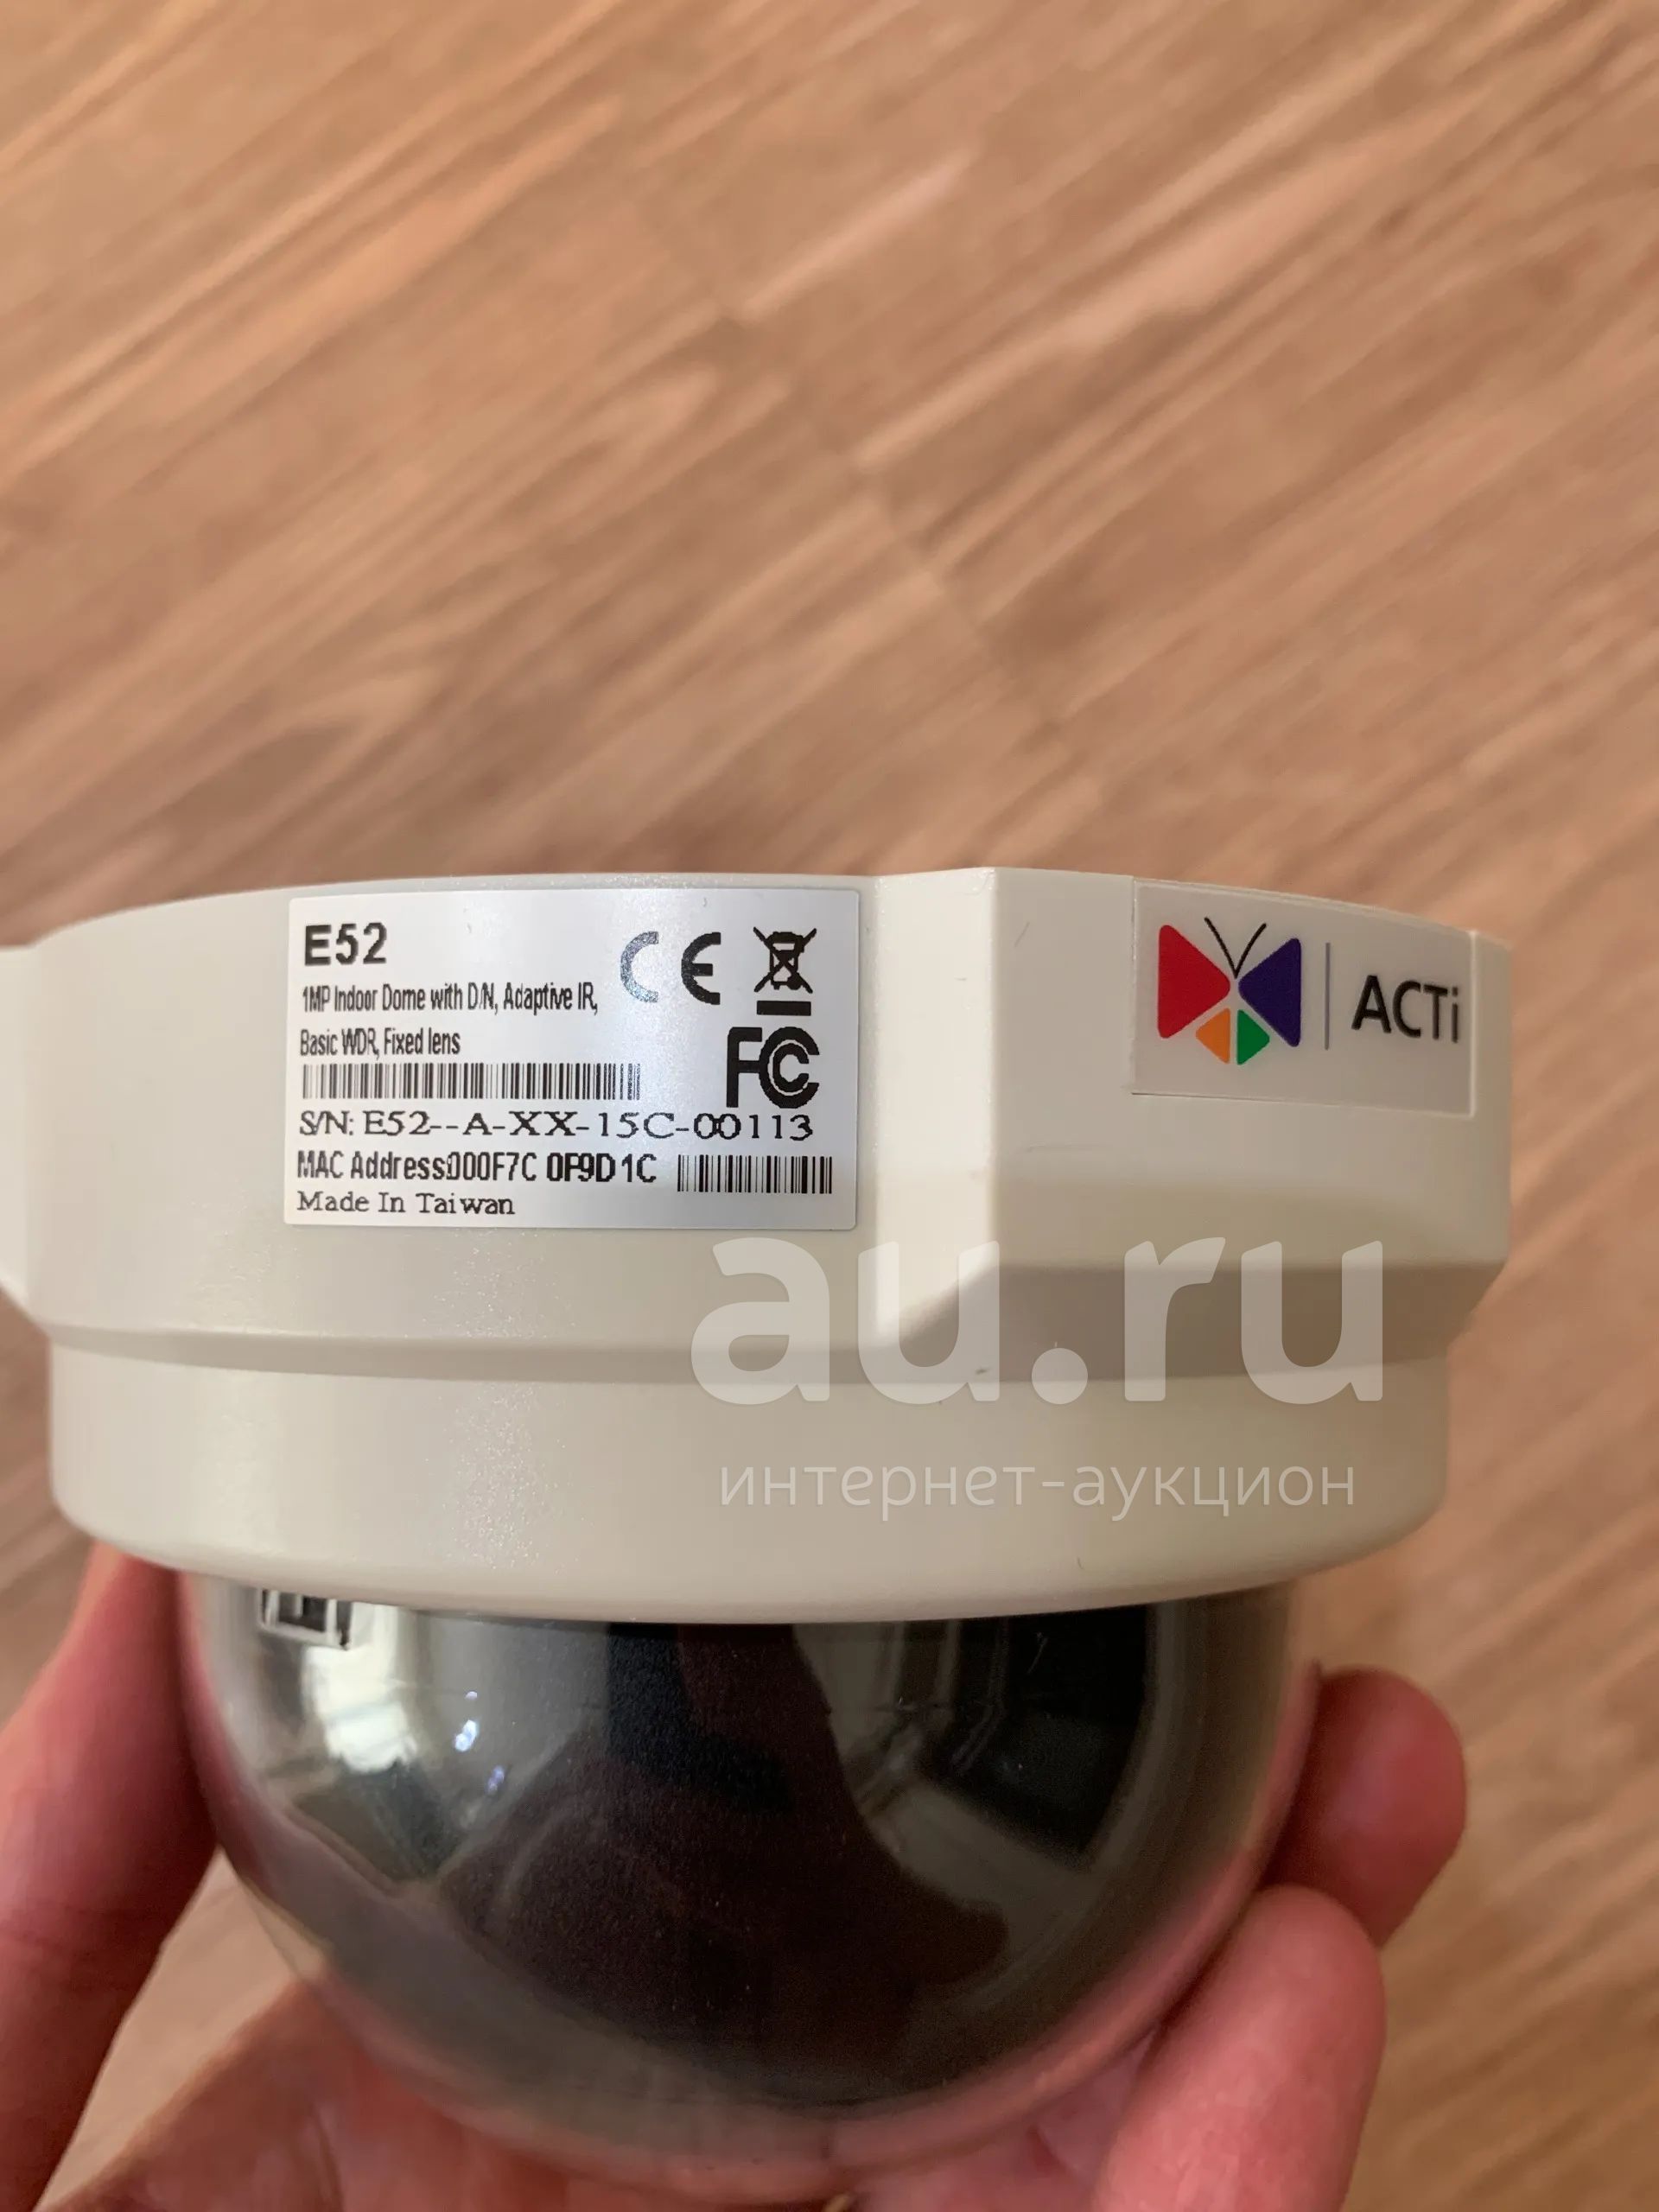 E52
1MP Indoor Dome with D/N, Adaptive IR,
Basic WDR, Fixed lens
CE
FC
S/N: E52--A-XX-15C-00113
MAC Address:000F7C 0F9D1C
Made In Taiwan
ACTi
au.ru
интернет-аукцион